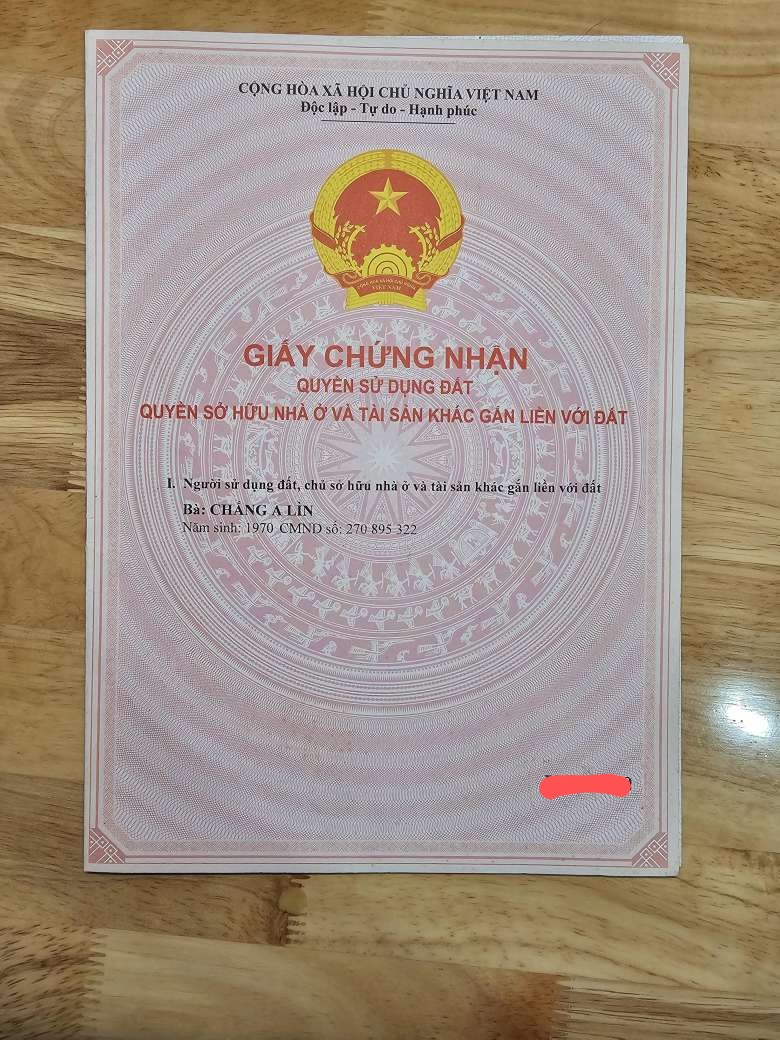 CỘNG HÒA XÃ HỘI CHỦ NGHĨA VIỆT NAM
Độc lập - Tự do - Hạnh phúc
CỘNG HÒA XÃ HỘI CHỦ NGHĨA
VIỆT NAM
GIẤY CHỨNG NHẬN
QUYỀN SỬ DỤNG ĐẤT
QUYỀN SỞ HỮU NHÀ Ở VÀ TÀI SẢN KHÁC GẮN LIỀN VỚI ĐẤT
I. Người sử dụng đất, chủ sở hữu nhà ở và tài sản khác gắn liền với đất
Bà: CHẮNG A LÌN
Năm sinh: 1970 CMND số: 270 895 322